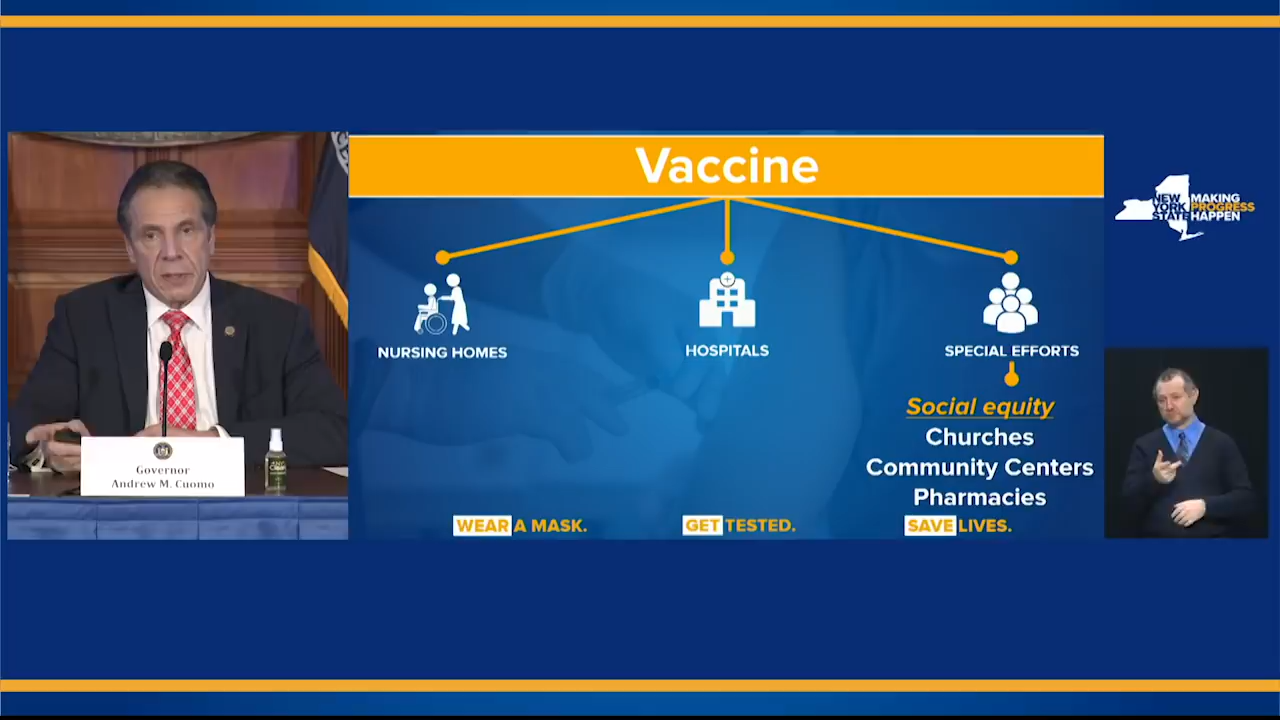 Vaccine
NURSING HOMES
HOSPITALS
SPECIAL EFFORTS
Social equity
Churches
Community Centers
Pharmacies
WEAR A MASK.
GET TESTED.
SAVE LIVES.
Governor
Andrew M. Cuomo
NEW
YORK
STATE
MAKING
PROGRESS
HAPPEN